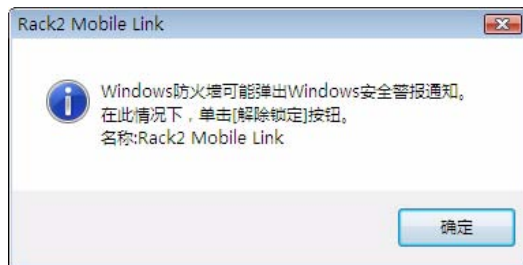 Rack2 Mobile Link
Windows防火墙可能弹出Windows安全警报通知。
在此情况下，单击[解除锁定]按钮。
名称:Rack2 Mobile Link
确定